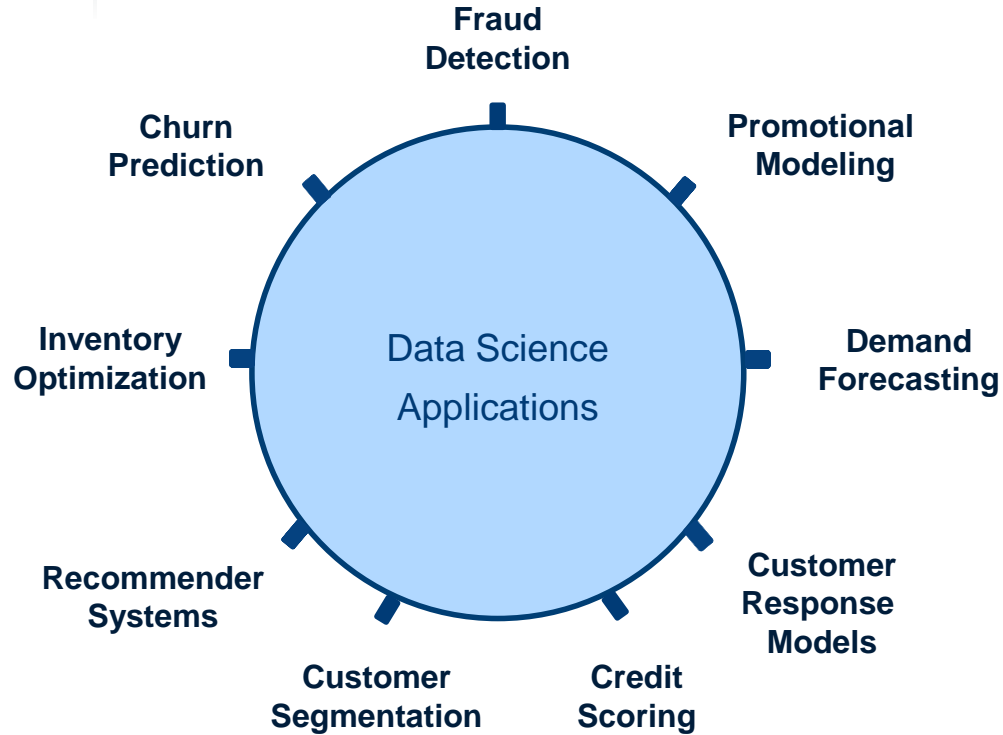 Fraud
Detection
Churn
Prediction
Promotional
Modeling
Inventory
Optimization
Data Science
Applications
Demand
Forecasting
Recommender
Systems
Customer
Response
Models
Customer
Segmentation
Credit
Scoring